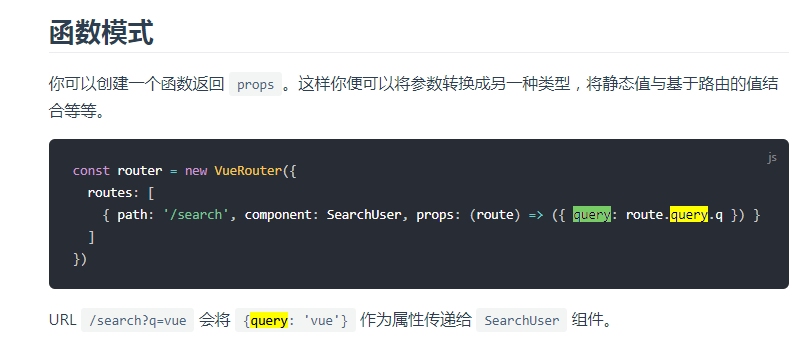 函数模式
你可以创建一个函数返回 props 。这样你便可以将参数转换成另一种类型，将静态值与基于路由的值结
合等等。
js
const router = new VueRouter({
  routes: [
    { path: '/search', component: SearchUser, props: (route) => ({ query: route.query.q }) }
  ]
})
URL /search?q=vue 会将 {query: 'vue'} 作为属性传递给 SearchUser 组件。